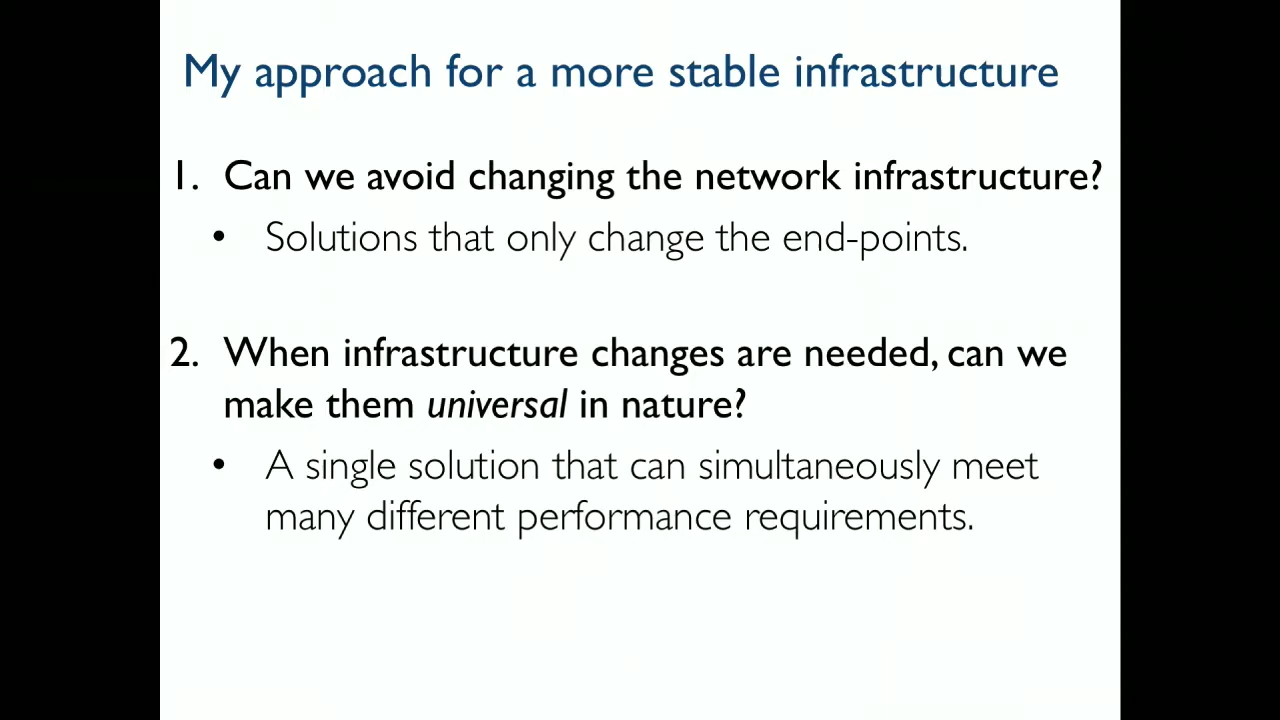 My approach for a more stable infrastructure
1. Can we avoid changing the network infrastructure?
• Solutions that only change the end-points.
2. When infrastructure changes are needed, can we
make them universal in nature?
• A single solution that can simultaneously meet
many different performance requirements.